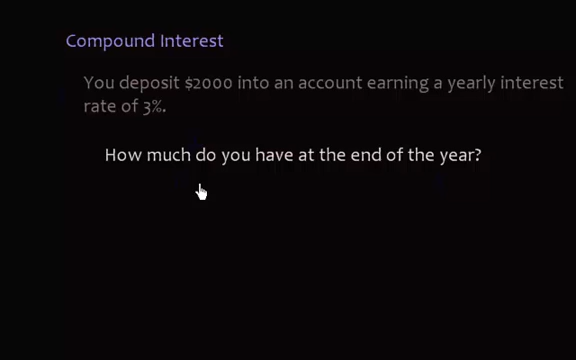 Compound Interest
You deposit $2000 into an account earning a yearly interest
rate of 3%.
How much do you have at the end of the year?